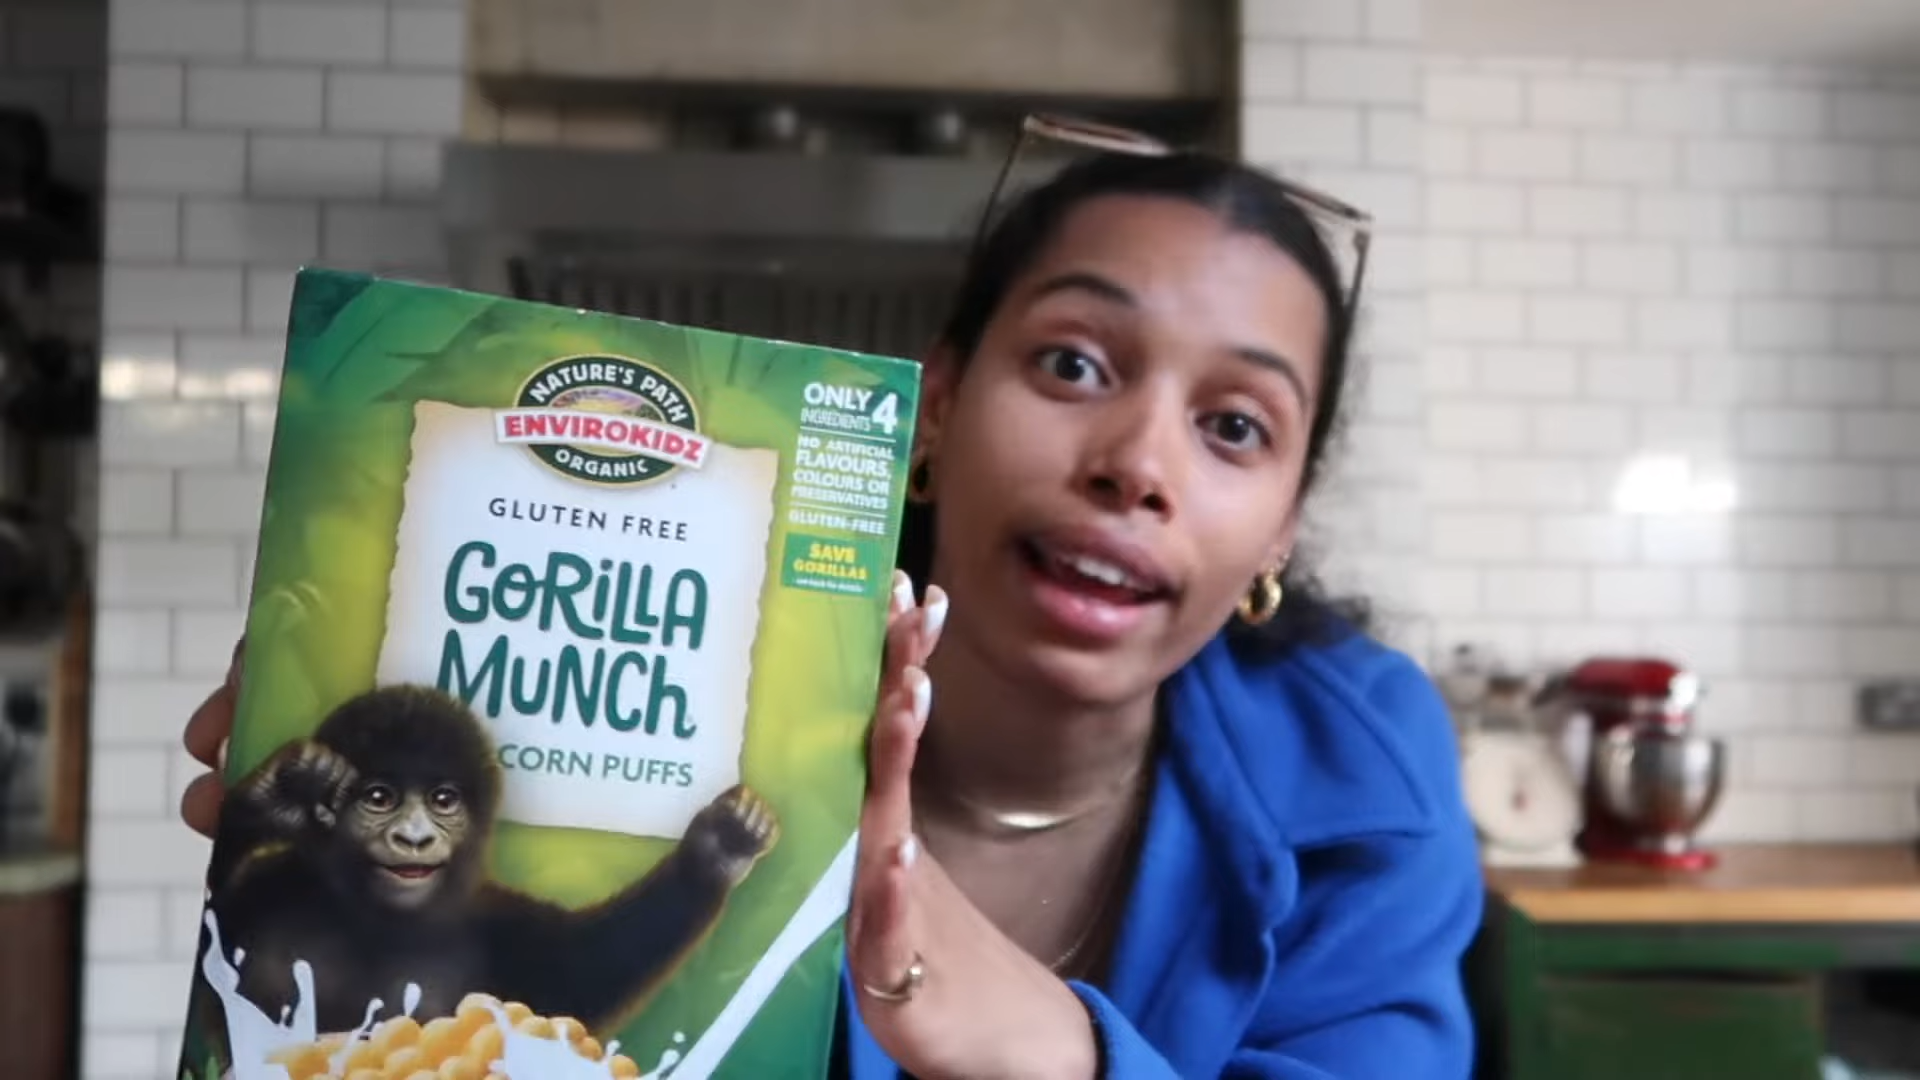 NATURE'S PATH
ENVIROKIDZ
ORGANIC
GLUTEN FREE
GORiLLA
MuNCh
CORN PUFFS
ONLY 4
INGREDIENTS
NO ARTIFICIAL
FLAVOURS,
COLOURS OR
PRESERVATIVES
GLUTEN-FREE
SAVE
GORILLAS